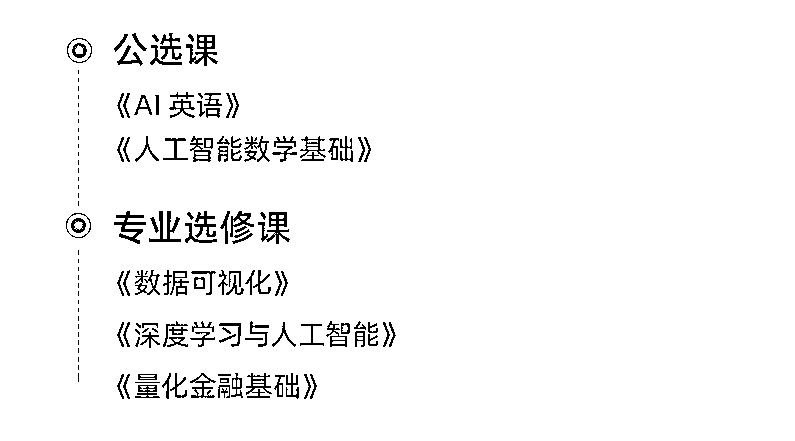 公选课
《AI 英语》
《人工智能数学基础》
专业选修课
《数据可视化》
《深度学习与人工智能》
《量化金融基础》